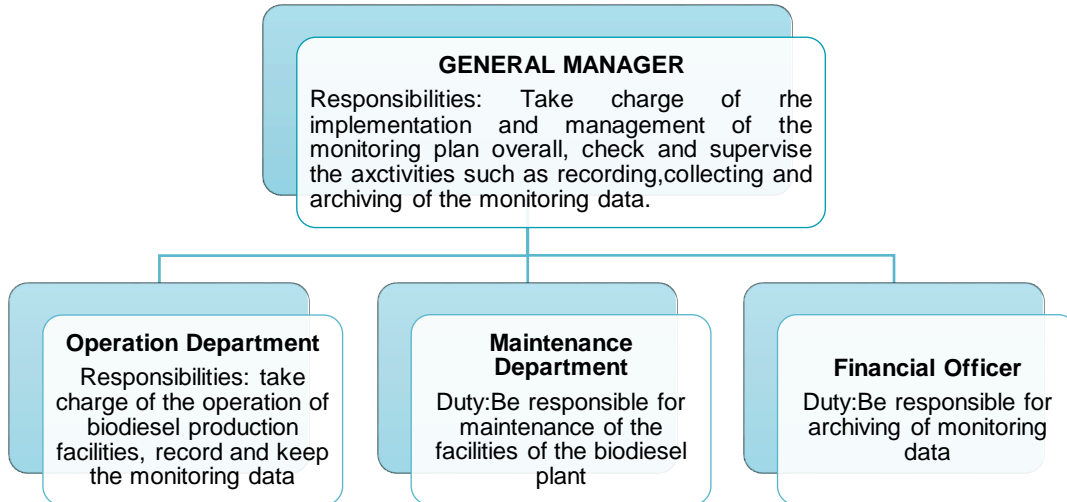 GENERAL MANAGER
Responsibilities: Take charge of rhe
implementation and management of the
monitoring plan overall, check and supervise
the axctivities such as recording,collecting and
archiving of the monitoring data.
Operation Department
Responsibilities: take
charge of the operation of
biodiesel production
facilities, record and keep
the monitoring data
Maintenance
Department
Duty:Be responsible for
maintenance of the
facilities of the biodiesel
plant
Financial Officer
Duty:Be responsible for
archiving of monitoring
data